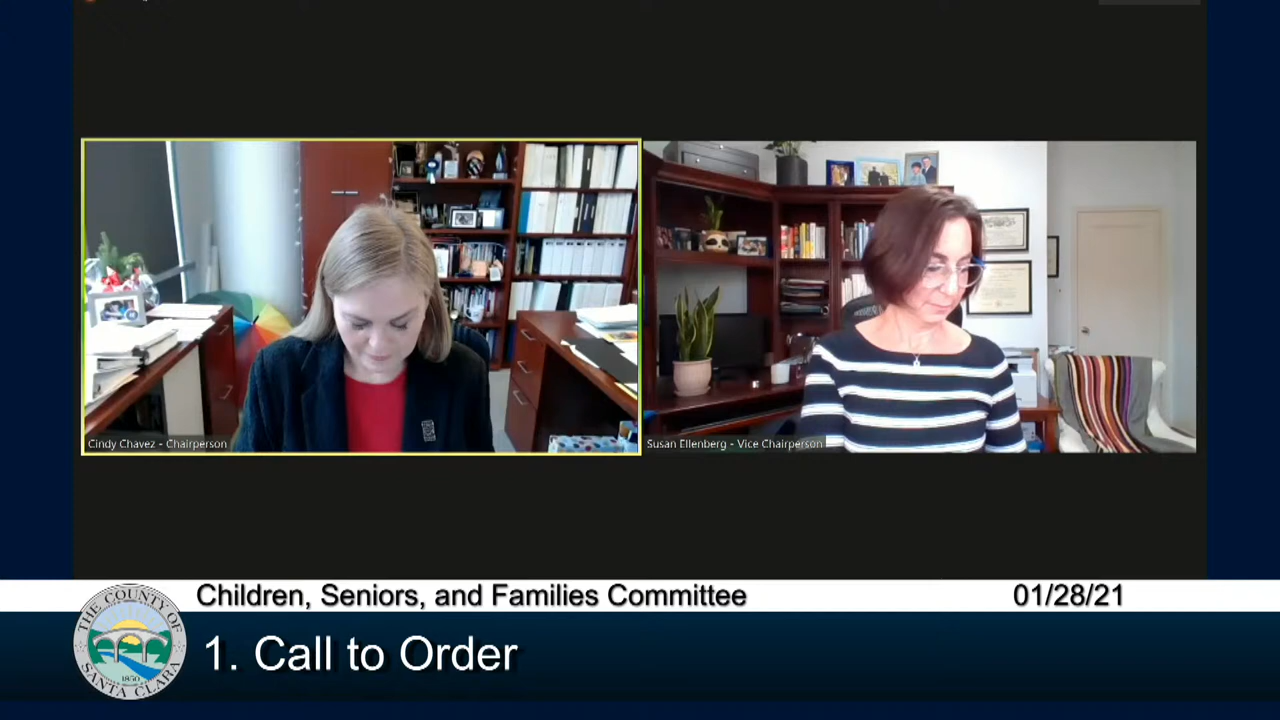 Cindy Chavez - Chairperson
Susan Ellenberg - Vice Chairperson
Children, Seniors, and Families Committee
01/28/21
THE COUNTY OF
1850
SANTA CLARA
1. Call to Order